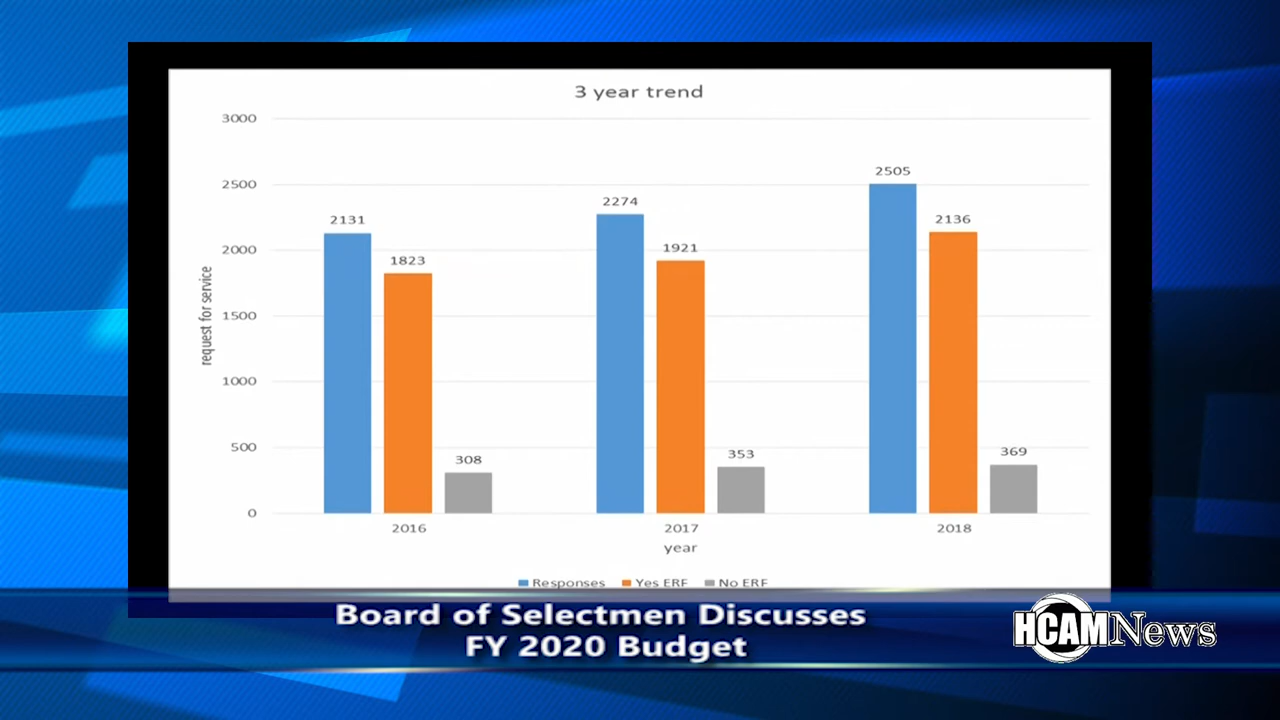 3 year trend
3000
2500
2000
1500
1000
500
0
request for service
2131
1823
308
2274
1921
353
2505
2136
369
2016
2017
2018
year
Responses
Yes ERF
No ERF
Board of Selectmen Discusses
FY 2020 Budget
HCAMNews